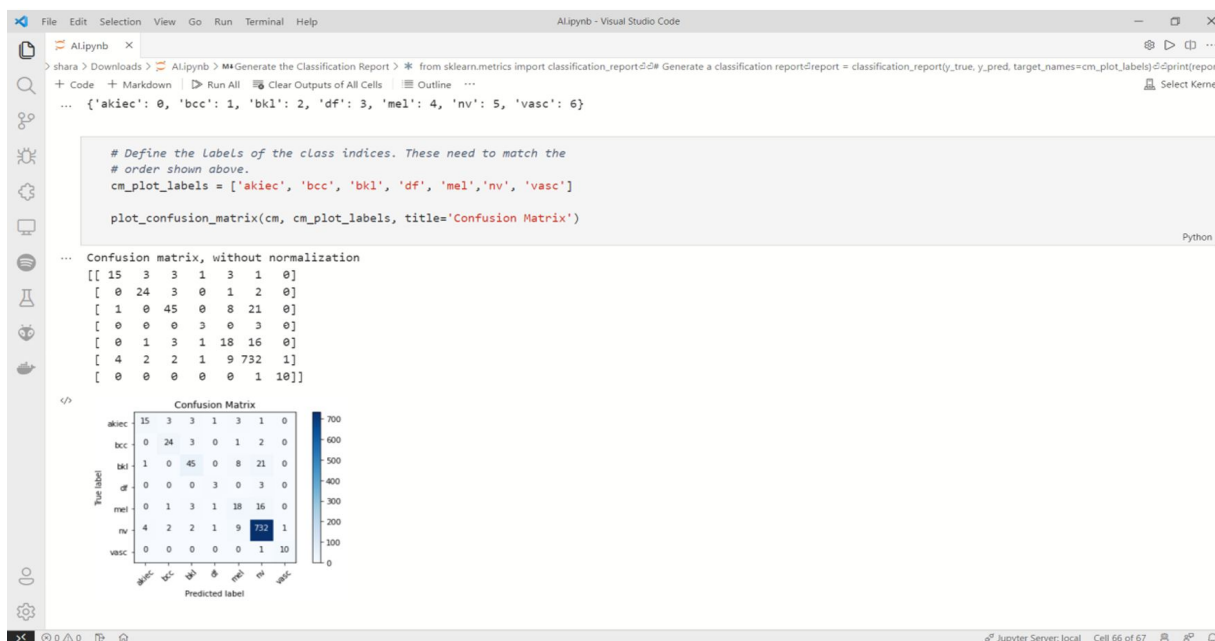 File Edit Selection View Go Run Terminal Help AI.ipynb - Visual Studio Code
AI.ipynb
shara > Downloads > AI.ipynb > M↓Generate the Classification Report > from sklearn.metrics import classification_report⏎⏎# Generate a classification report⏎report = classification_report(y_true, y_pred, target_names=cm_plot_labels)⏎⏎print(repor
+ Code + Markdown Run All Clear Outputs of All Cells Outline ... Select Kerne
... {'akiec': 0, 'bcc': 1, 'bkl': 2, 'df': 3, 'mel': 4, 'nv': 5, 'vasc': 6}
# Define the labels of the class indices. These need to match the
# order shown above.
cm_plot_labels = ['akiec', 'bcc', 'bkl', 'df', 'mel','nv', 'vasc']
plot_confusion_matrix(cm, cm_plot_labels, title='Confusion Matrix')
Python
... Confusion matrix, without normalization
[[ 15 3 3 1 3 1 0]
[ 0 24 3 0 1 2 0]
[ 1 0 45 0 8 21 0]
[ 0 0 0 3 0 3 0]
[ 0 1 3 1 18 16 0]
[ 4 2 2 1 9 732 1]
[ 0 0 0 0 0 1 10]]
Confusion Matrix
akiec 15 3 3 1 3 1 0
bcc 0 24 3 0 1 2 0
bkl 1 0 45 0 8 21 0
df 0 0 0 3 0 3 0
mel 0 1 3 1 18 16 0
nv 4 2 2 1 9 732 1
vasc 0 0 0 0 0 1 10
True label
akiec bcc bkl df mel nv vasc
Predicted label
700
600
500
400
300
200
100
0
0 0 Jupyter Server: local Cell 66 of 67